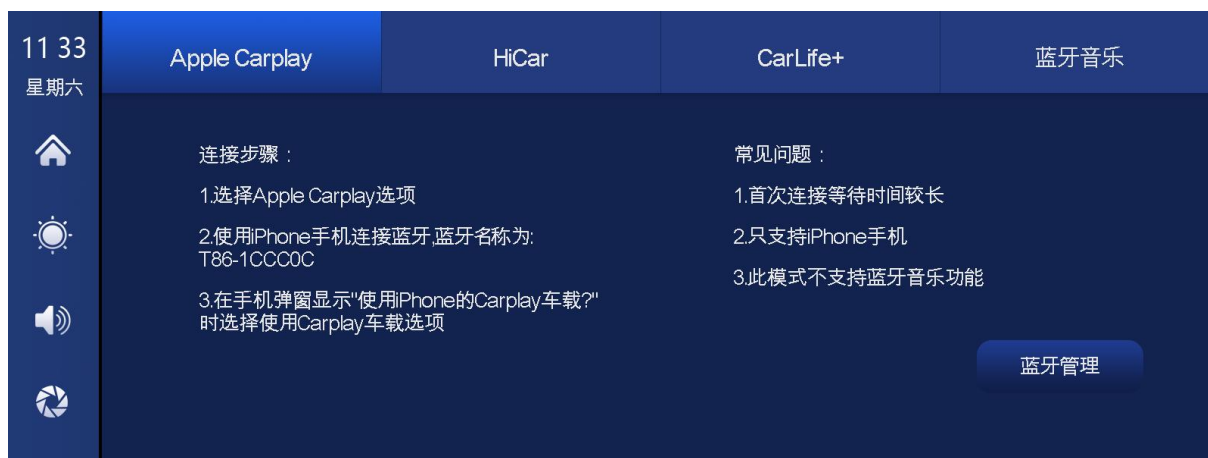 11 33
星期六
Apple Carplay
HiCar
CarLife+
蓝牙音乐
连接步骤：
1.选择Apple Carplay选项
2.使用iPhone手机连接蓝牙,蓝牙名称为:
T86-1CCC0C
3.在手机弹窗显示"使用iPhone的Carplay车载?"
时选择使用Carplay车载选项
常见问题：
1.首次连接等待时间较长
2.只支持iPhone手机
3.此模式不支持蓝牙音乐功能
蓝牙管理